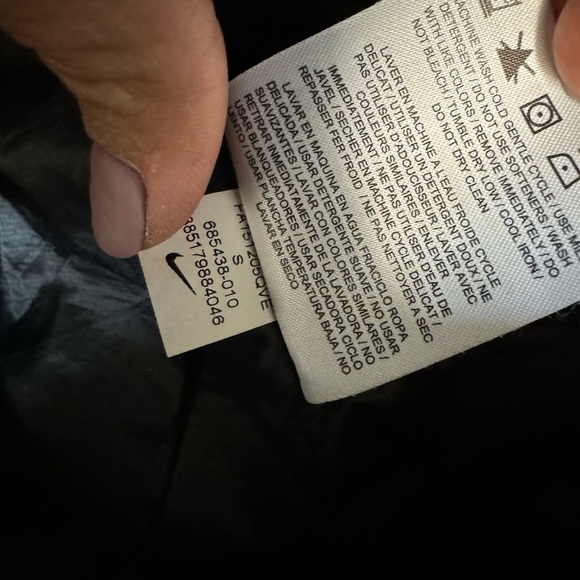 MACHINE WASH COLD GENTLE CYCLE / USE
DETERGENT / DO NOT USE SOFTENERS / WASH
WITH LIKE COLORS / REMOVE IMMEDIATELY / DO
NOT BLEACH / TUMBLE DRY LOW / COOL IRON /
DO NOT DRY CLEAN
LAVER EN MACHINE A L'EAU FROIDE CYCLE
DELICAT / UTILISER UN DETERGENT DOUX / NE
PAS UTILISER D'ADOUCISSEUR / LAVER AVEC
COULEURS SIMILAIRES / ENLEVER
IMMEDIATEMENT / NE PAS UTILISER D'EAU DE
JAVEL / SECHER EN MACHINE CYCLE DELICAT /
REPASSER FER FROID / NE PAS NETTOYER A SEC
LAVAR EN MAQUINA EN AGUA FRIA CICLO ROPA
DELICADA / USAR DETERGENTE SUAVE / NO USAR
SUAVIZANTES / LAVAR CON COLORES SIMILARES /
RETIRAR INMEDIATAMENTE DE LA LAVADORA / NO
USAR BLANQUEADORES / USAR SECADORA CICLO
LENTO / USAR PLANCHA TEMPERATURA BAJA / NO
LAVAR EN SECO
685438-010
S
885179884046